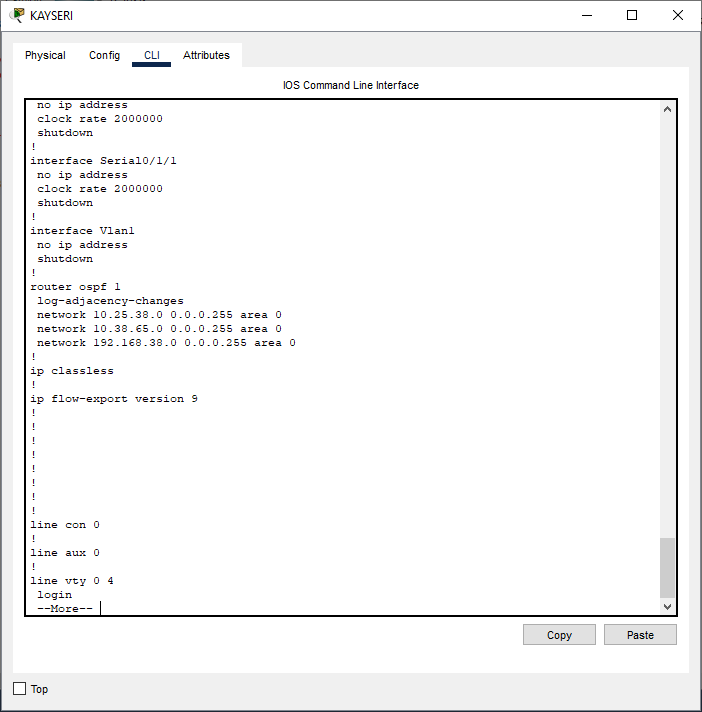 KAYSERI
Physical Config CLI Attributes
IOS Command Line Interface
no ip address
clock rate 2000000
shutdown
!
interface Serial0/1/1
no ip address
clock rate 2000000
shutdown
!
interface Vlan1
no ip address
shutdown
!
router ospf 1
log-adjacency-changes
network 10.25.38.0 0.0.0.255 area 0
network 10.38.65.0 0.0.0.255 area 0
network 192.168.38.0 0.0.0.255 area 0
!
ip classless
!
ip flow-export version 9
!
!
!
!
!
!
!
!
line con 0
!
line aux 0
!
line vty 0 4
login
--More--
Copy Paste
Top